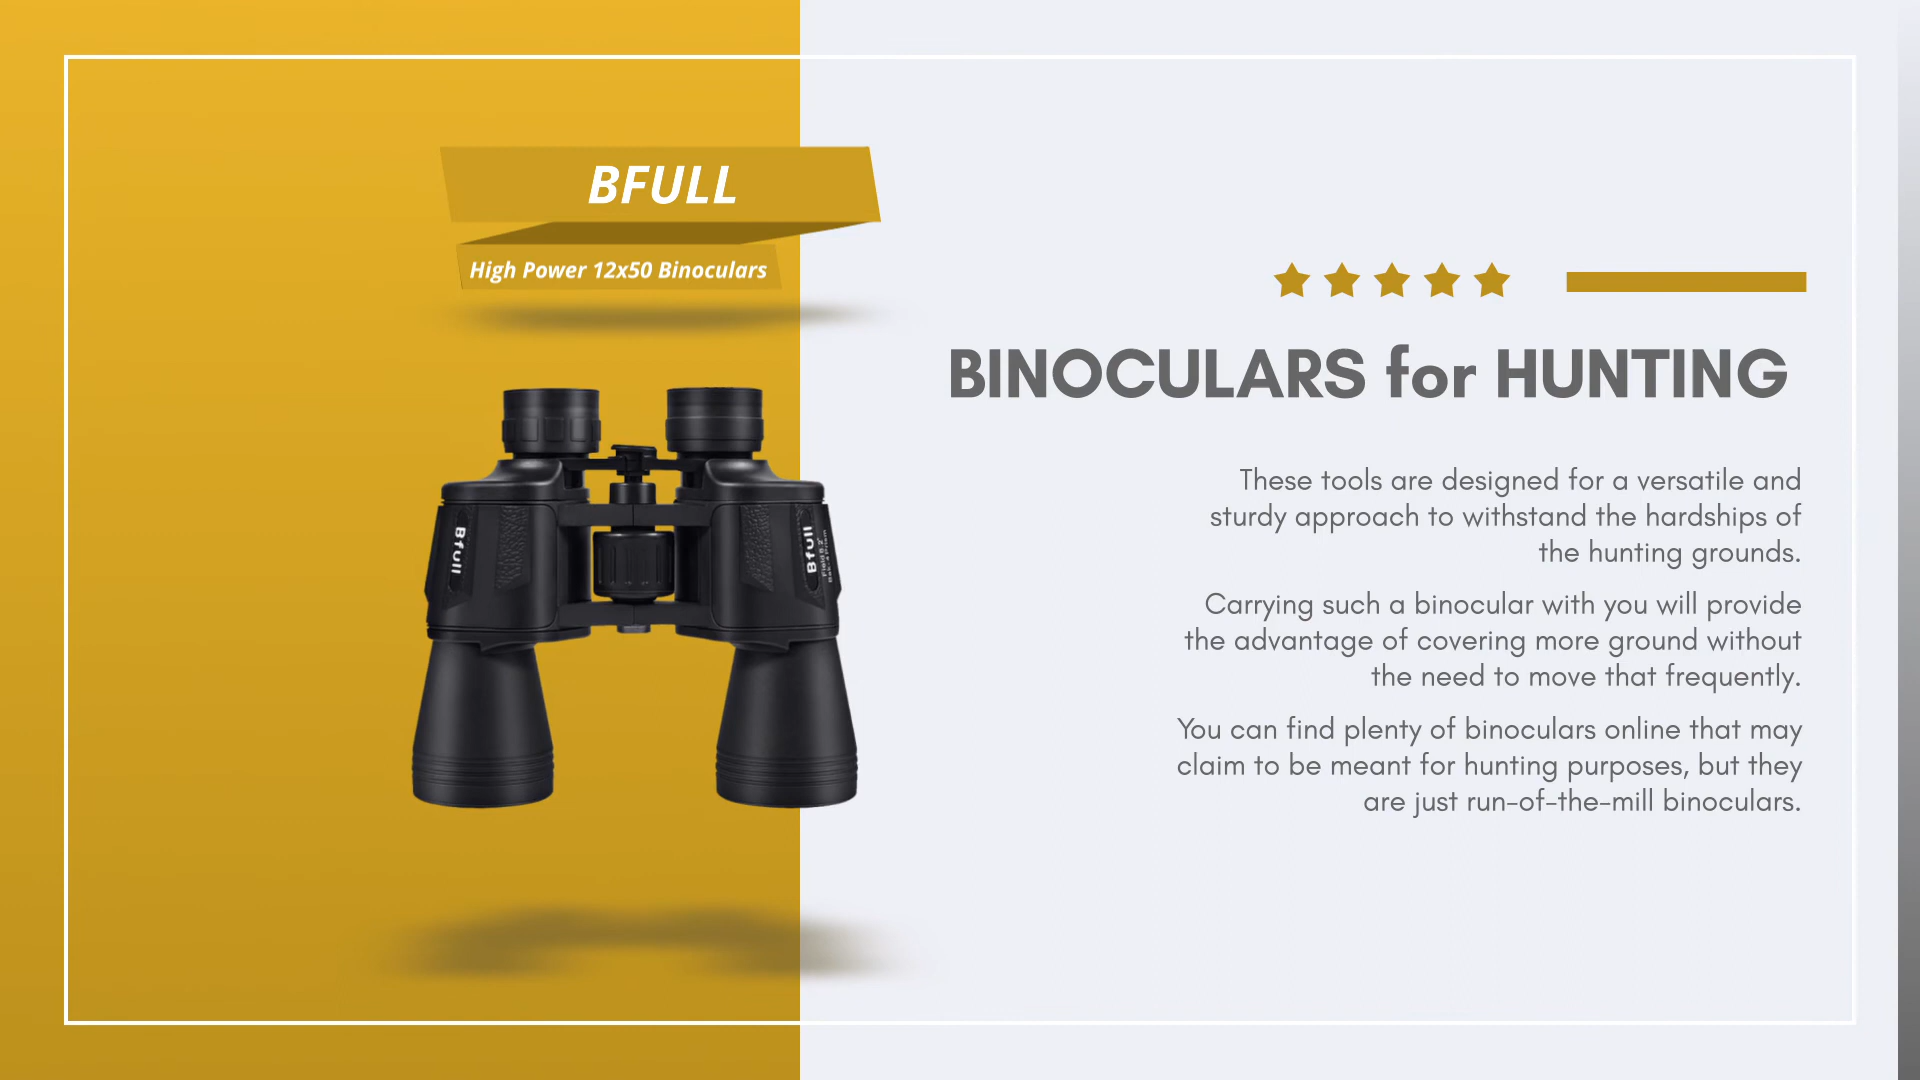 BFULL
High Power 12x50 Binoculars
Bfull
Bfull
Field 8.2°
BINOCULARS for HUNTING
These tools are designed for a versatile and
sturdy approach to withstand the hardships of
the hunting grounds.
Carrying such a binocular with you will provide
the advantage of covering more ground without
the need to move that frequently.
You can find plenty of binoculars online that may
claim to be meant for hunting purposes, but they
are just run-of-the-mill binoculars.